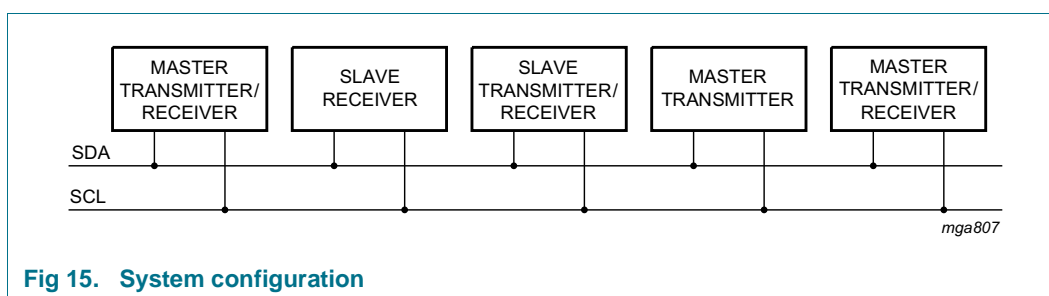 MASTER
TRANSMITTER/
RECEIVER
SLAVE
RECEIVER
SLAVE
TRANSMITTER/
RECEIVER
MASTER
TRANSMITTER
MASTER
TRANSMITTER/
RECEIVER
SDA
SCL
mga807
Fig 15. System configuration